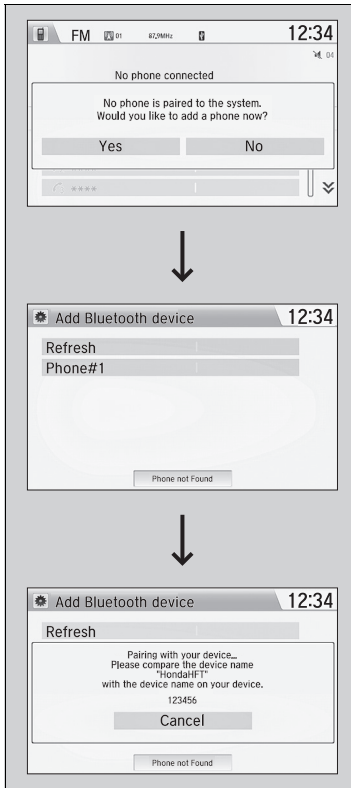 FM 01 87.9MHz 12:34
04
No phone connected
No phone is paired to the system.
Would you like to add a phone now?
Yes No
****
Add Bluetooth device 12:34
Refresh
Phone#1
Phone not Found
Add Bluetooth device 12:34
Refresh
Pairing with your device...
Please compare the device name
"HondaHFT"
with the device name on your device.
123456
Cancel
Phone not Found